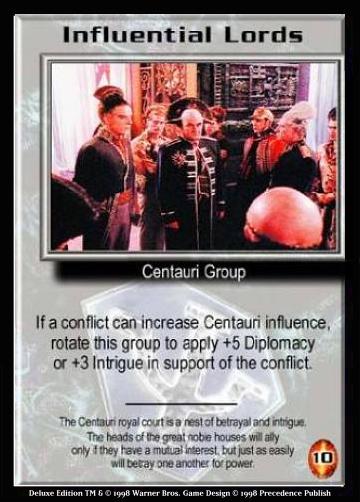 Influential Lords
Centauri Group
If a conflict can increase Centauri influence,
rotate this group to apply +5 Diplomacy
or +3 Intrigue in support of the conflict.
The Centauri royal court is a nest of betrayal and intrigue.
The heads of the great noble houses will ally
only if they have a mutual interest, but just as easily
will betray one another for power.
10
Deluxe Edition TM & © 1998 Warner Bros. Game Design © 1998 Precedence Publish